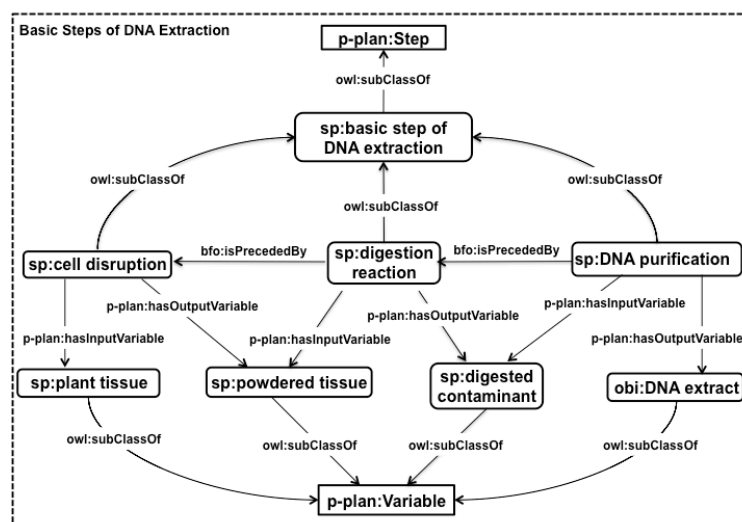 Basic Steps of DNA Extraction
p-plan:Step
owl:subClassOf
sp:basic step of
DNA extraction
owl:subClassOf
owl:subClassOf
owl:subClassOf
sp:cell disruption
bfo:isPrecededBy
sp:digestion
reaction
bfo:isPrecededBy
sp:DNA purification
p-plan:hasInputVariable
p-plan:hasOutputVariable
p-plan:hasInputVariable
p-plan:hasOutputVariable
p-plan:hasInputVariable
p-plan:hasOutputVariable
sp:plant tissue
sp:powdered tissue
sp:digested
contaminant
obi:DNA extract
owl:subClassOf
owl:subClassOf
owl:subClassOf
owl:subClassOf
p-plan:Variable